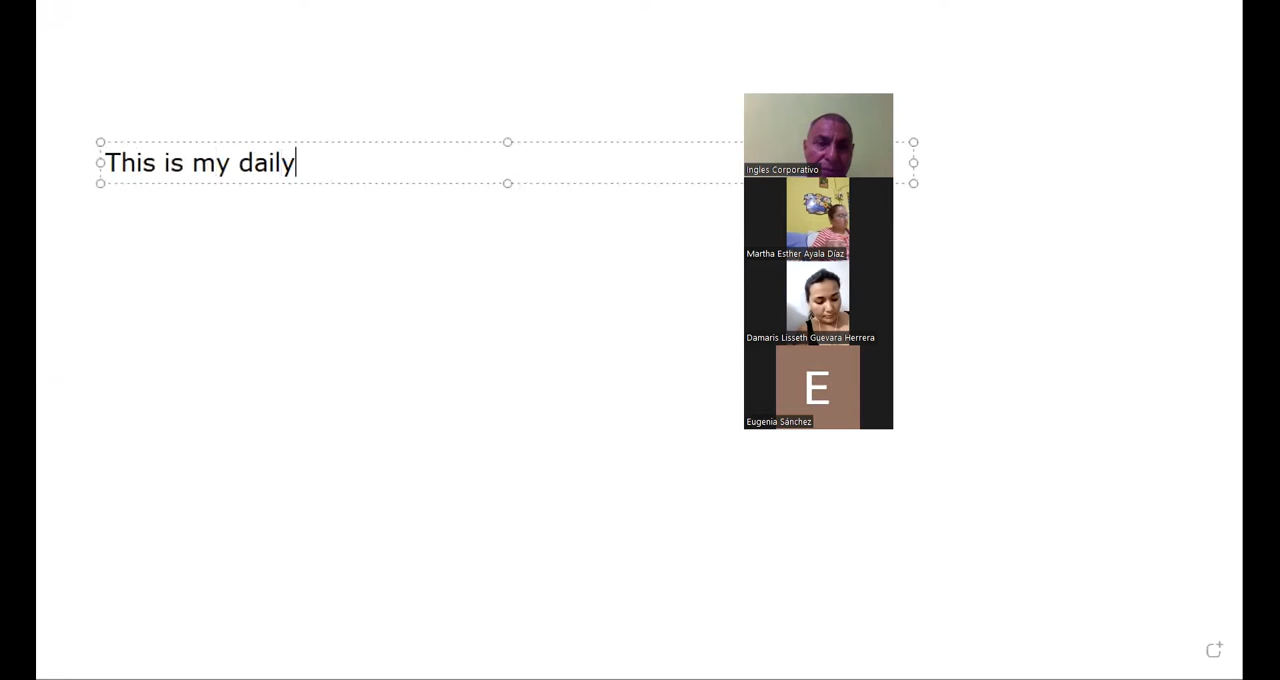 This is my daily
Ingles Corporativo
Martha Esther Ayala Díaz
Damaris Lisseth Guevara Herrera
E
Eugenia Sánchez